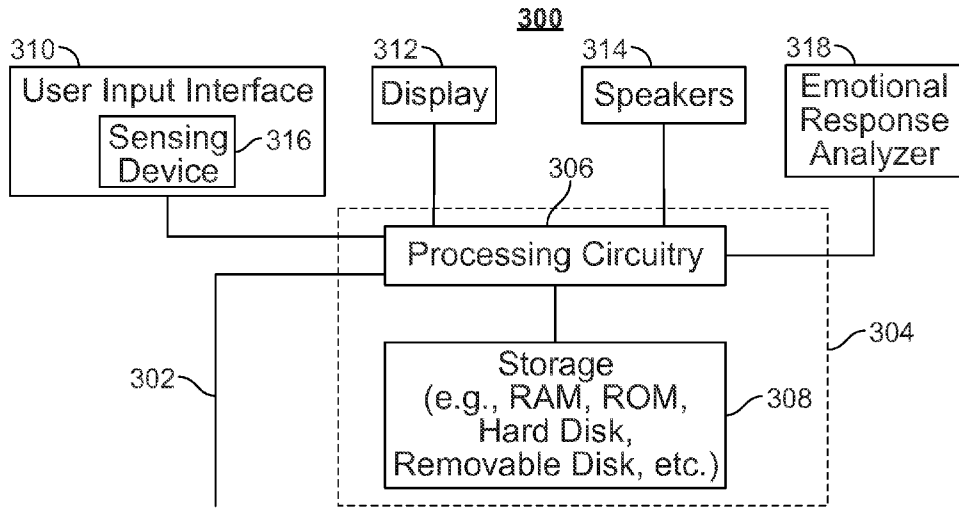 300
310
312
314
318
User Input Interface
Sensing
Device
316
Display
Speakers
Emotional
Response
Analyzer
306
Processing Circuitry
304
302
Storage
(e.g., RAM, ROM,
Hard Disk,
Removable Disk, etc.)
308